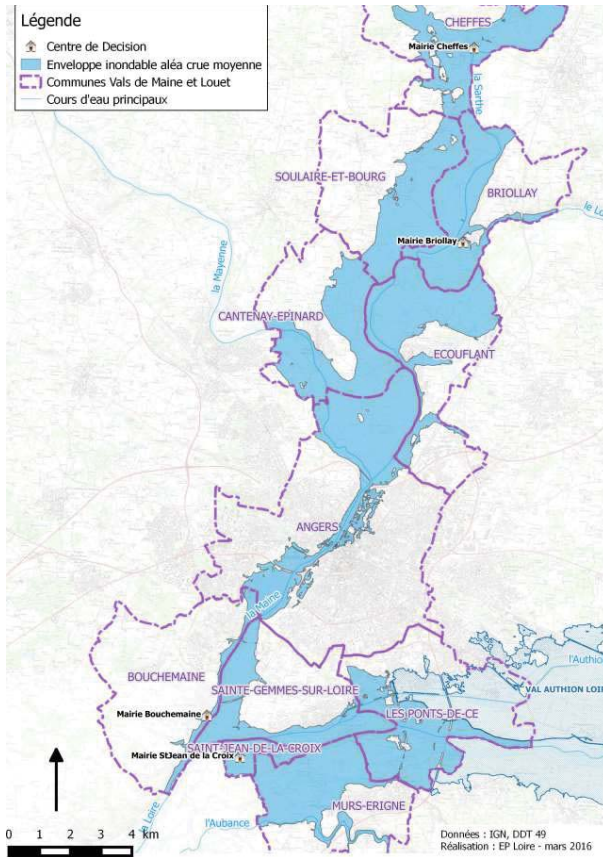 Légende
Centre de Decision
Enveloppe inondable aléa crue moyenne
Communes Vals de Maine et Louet
Cours d'eau principaux
CHEFFES
Mairie Cheffes
la Sarthe
SOULAIRE-ET-BOURG
BRIOLLAY
le Lo
Mairie Briollay
la Mayenne
CANTENAY-EPINARD
ECOUFLANT
ANGERS
la Maine
BOUCHEMAINE
SAINTE-GEMMES-SUR-LOIRE
l'Authion
VAL AUTHION LOIR
Mairie Bouchemaine
LES PONTS-DE-CE
SAINT-JEAN-DE-LA-CROIX
Mairie StJean de la Croix
MURS-ERIGNE
la Loire
l'Aubance
0 1 2 3 4 km
Données : IGN, DDT 49
Réalisation : EP Loire - mars 2016